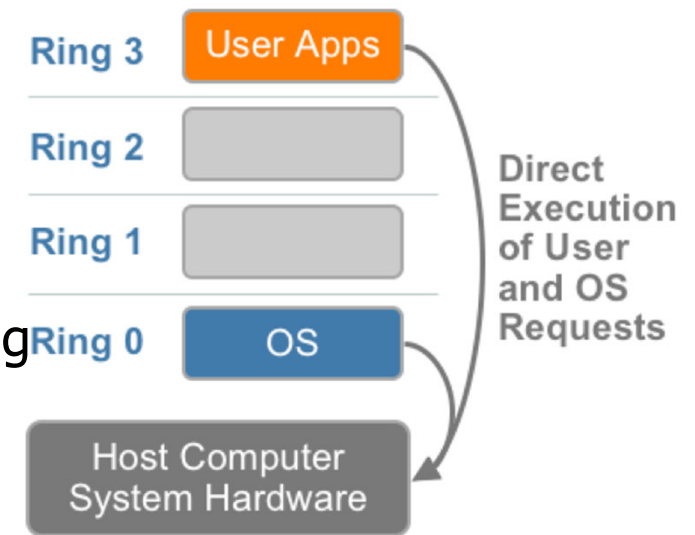 Ring 3
User Apps
Ring 2
Ring 1
g
Ring 0
OS
Direct
Execution
of User
and OS
Requests
Host Computer
System Hardware